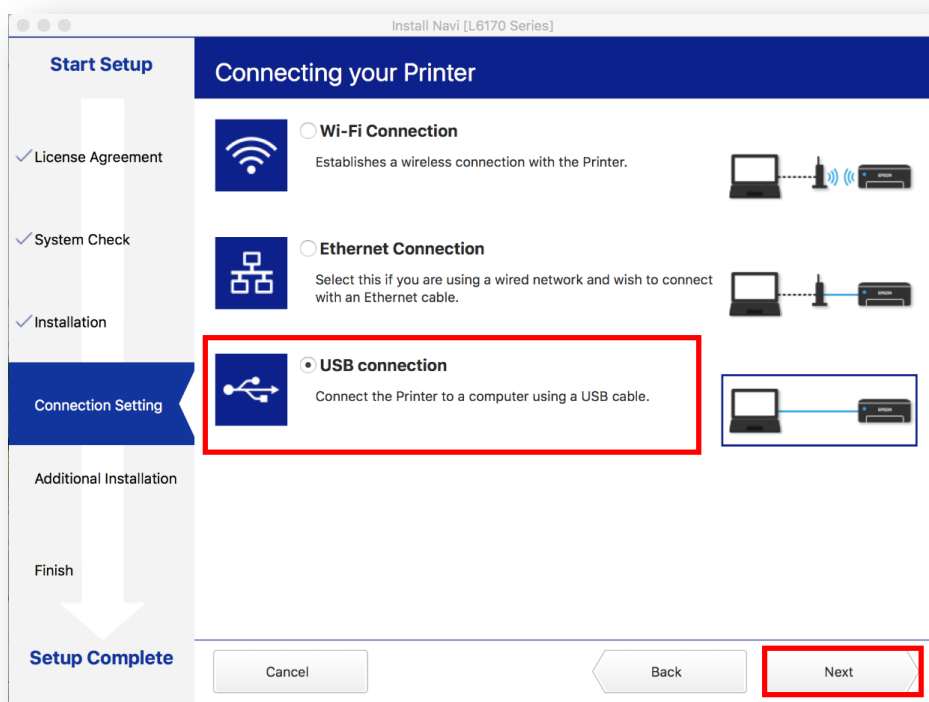 Install Navi [L6170 Series]
Start Setup
Connecting your Printer
License Agreement
System Check
Installation
Connection Setting
Additional Installation
Finish
Setup Complete
Wi-Fi Connection
Establishes a wireless connection with the Printer.
EPSON
Ethernet Connection
Select this if you are using a wired network and wish to connect
with an Ethernet cable.
EPSON
USB connection
Connect the Printer to a computer using a USB cable.
EPSON
Cancel
Back
Next